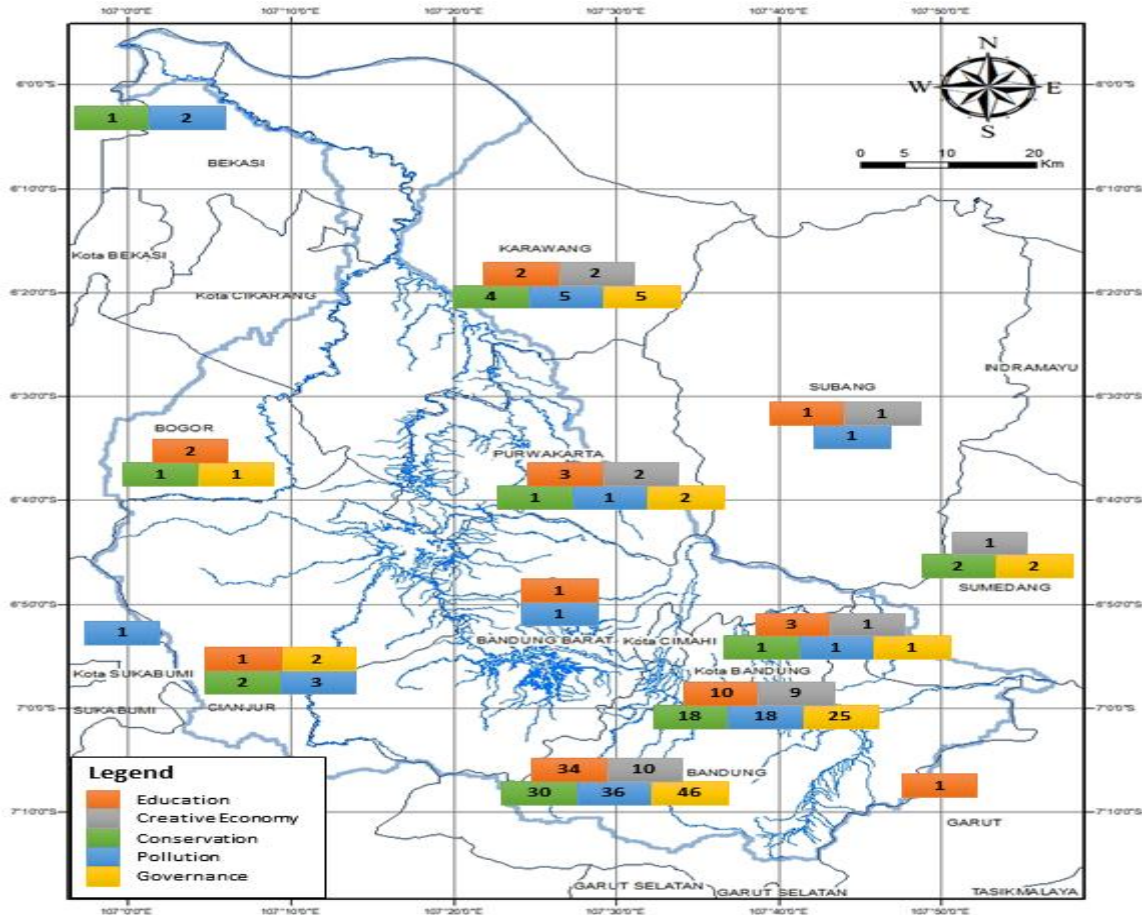 107°0'0"E 107°10'0"E 107°20'0"E 107°30'0"E 107°40'0"E 107°50'0"E
N
W E
S
0 5 10 20
Km
6°0'0"S 6°0'0"S
1 2
BEKASI
6°10'0"S 6°10'0"S
Kota BEKASI
KARAWANG
2 2
4 5 5
Kota CIKARANG
6°20'0"S 6°20'0"S
INDRAMAYU
SUBANG
6°30'0"S 6°30'0"S
1 1
1
BOGOR
2
1 1
PURWAKARTA
3 2
1 1 2
6°40'0"S 6°40'0"S
1
2 2
SUMEDANG
6°50'0"S 6°50'0"S
1
1
BANDUNG BARAT
Kota CIMAHI
3 1
1 1 1
1
Kota SUKABUMI
SUKABUMI
1 2
2 3
CIANJUR
Kota BANDUNG
10 9
18 18 25
7°0'0"S 7°0'0"S
34 10
30 36 46
BANDUNG
1
GARUT
7°10'0"S 7°10'0"S
Legend
Education
Creative Economy
Conservation
Pollution
Governance
GARUT SELATAN
GARUT SELATAN
TASIKMALAYA
107°0'0"E 107°10'0"E 107°20'0"E 107°30'0"E 107°40'0"E 107°50'0"E